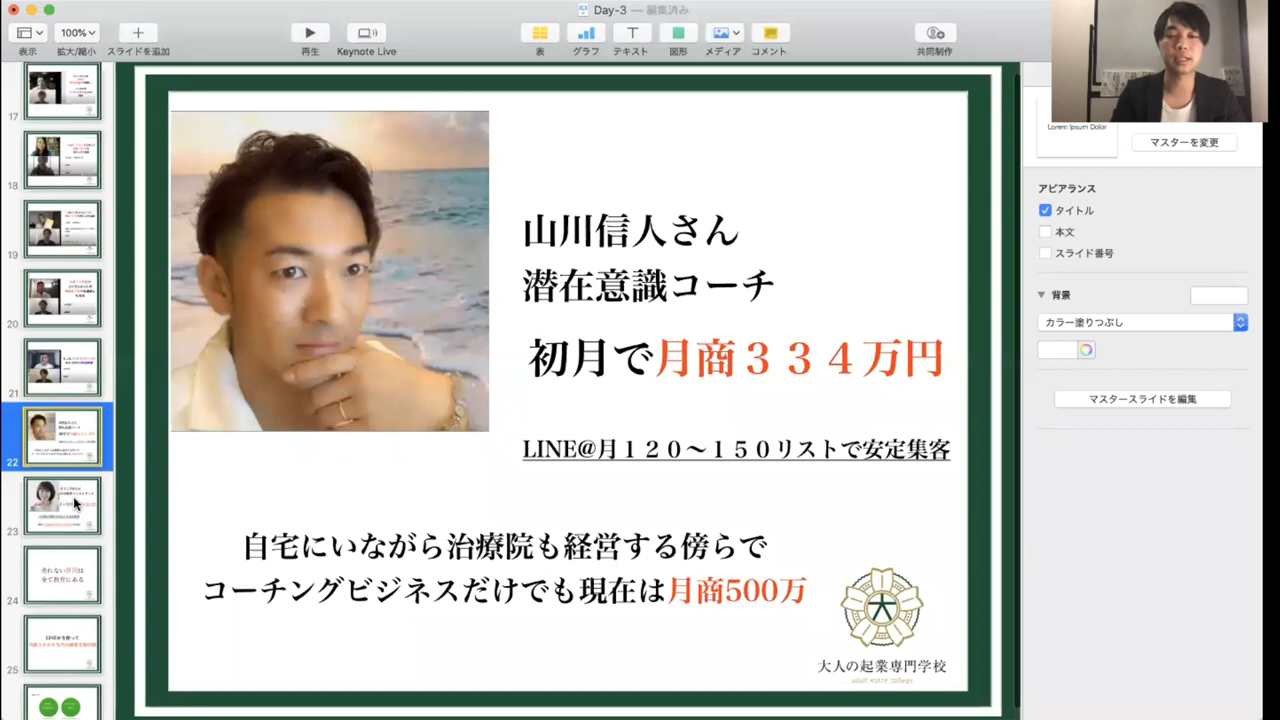 Day-3 — 編集済み
100%
表示
拡大/縮小
スライドを追加
再生
Keynote Live
表
グラフ
テキスト
図形
メディア
コメント
共同制作
17
18
19
20
21
22
23
24
25
売れない原因は
全て教育にある
LINE@を使って
山川信人さん
潜在意識コーチ
初月で月商３３４万円
LINE@月１２０〜１５０リストで安定集客
自宅にいながら治療院も経営する傍らで
コーチングビジネスだけでも現在は月商500万
大人の起業専門学校
Lorem Ipsum Dolor
マスターを変更
アピアランス
タイトル
本文
スライド番号
背景
カラー塗りつぶし
マスタースライドを編集